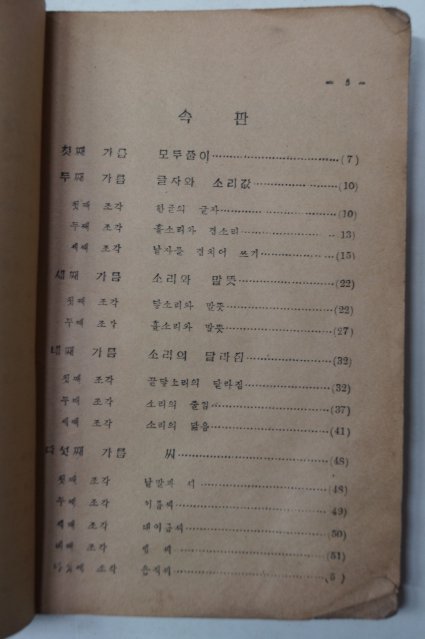 — 5 —
속 판
첫째 가름 모두풀이 (7)
두째 가름 글자와 소리값 (10)
첫째 조각 한글의 글자 (10)
두째 조각 홀소리와 겹소리 13)
세째 조각 낱자를 겹치어 쓰기 (15)
세째 가름 소리와 말뜻 (22)
첫째 조각 닿소리와 말뜻 (22)
두째 조각 홀소리와 말뜻 (27)
네째 가름 소리의 달라짐 (32)
첫째 조각 끝닿소리의 달라짐 (32)
두째 조각 소리의 줄임 (37)
세째 조각 소리의 닮음 (41)
다섯째 가름 씨 (48)
첫째 조각 낱말과 씨 (48)
두째 조각 이름씨 49)
세째 조각 대이름씨 50)
네째 조각 셈씨 (51)
다섯째 조각 움직씨